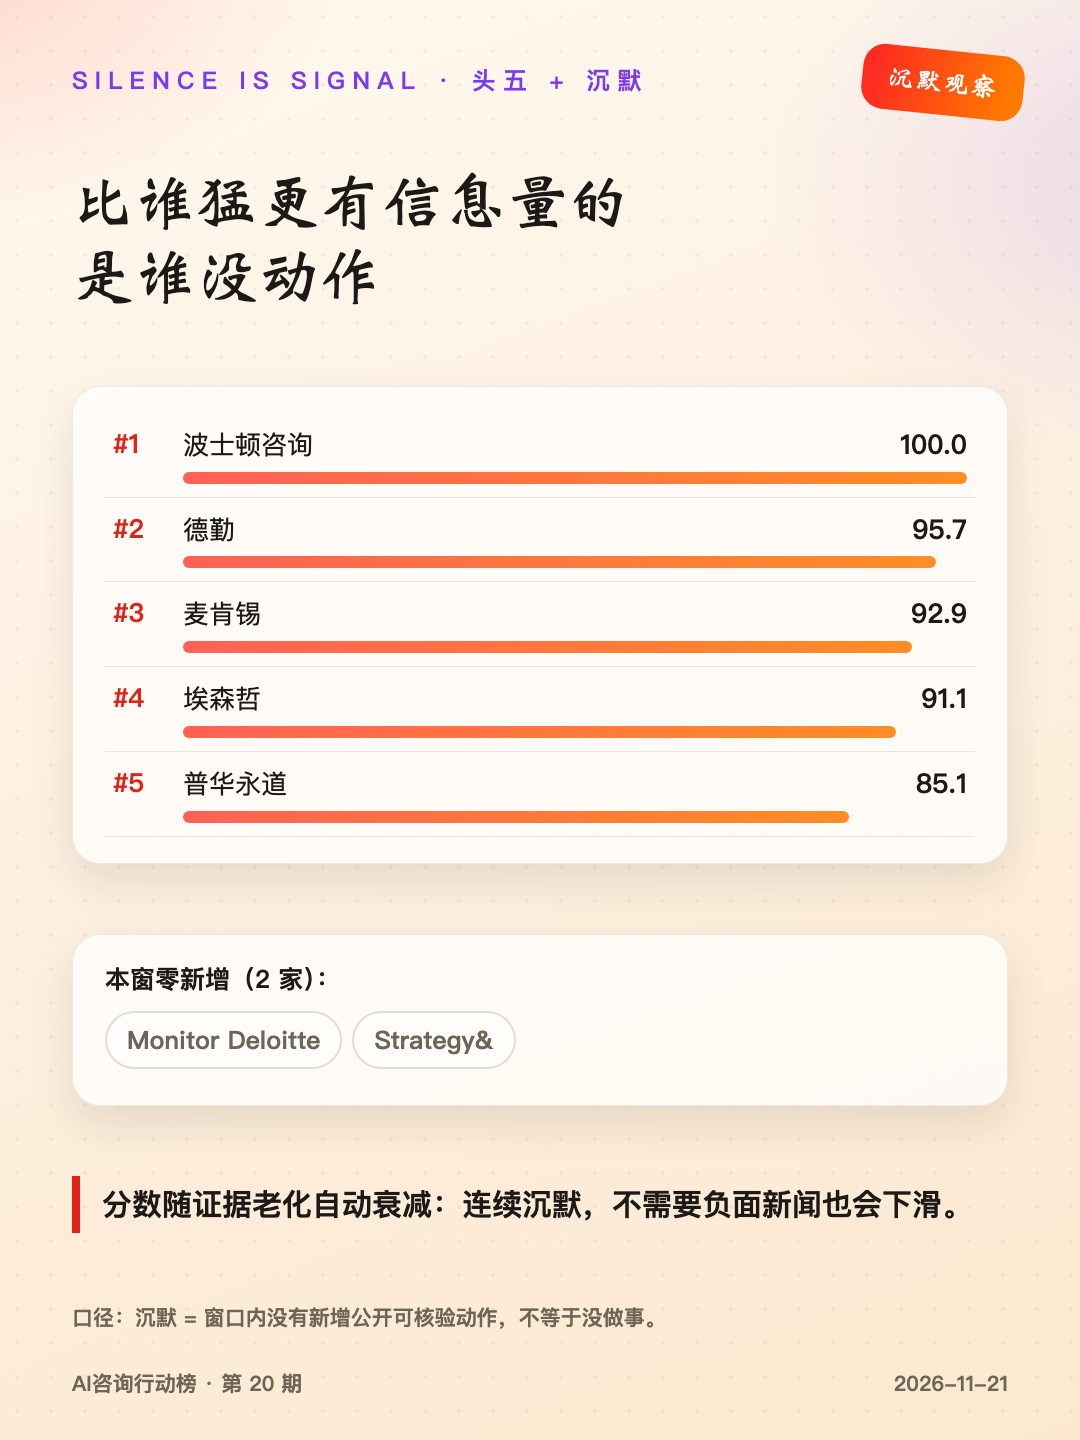 SILENCE IS SIGNAL · 头五 + 沉默
沉默观察
比谁猛更有信息量的
是谁没动作
#1 波士顿咨询 100.0
#2 德勤 95.7
#3 麦肯锡 92.9
#4 埃森哲 91.1
#5 普华永道 85.1
本窗零新增（2 家）：
Monitor Deloitte Strategy&
分数随证据老化自动衰减：连续沉默，不需要负面新闻也会下滑。
口径：沉默 = 窗口内没有新增公开可核验动作，不等于没做事。
AI咨询行动榜 · 第 20 期 2026-11-21